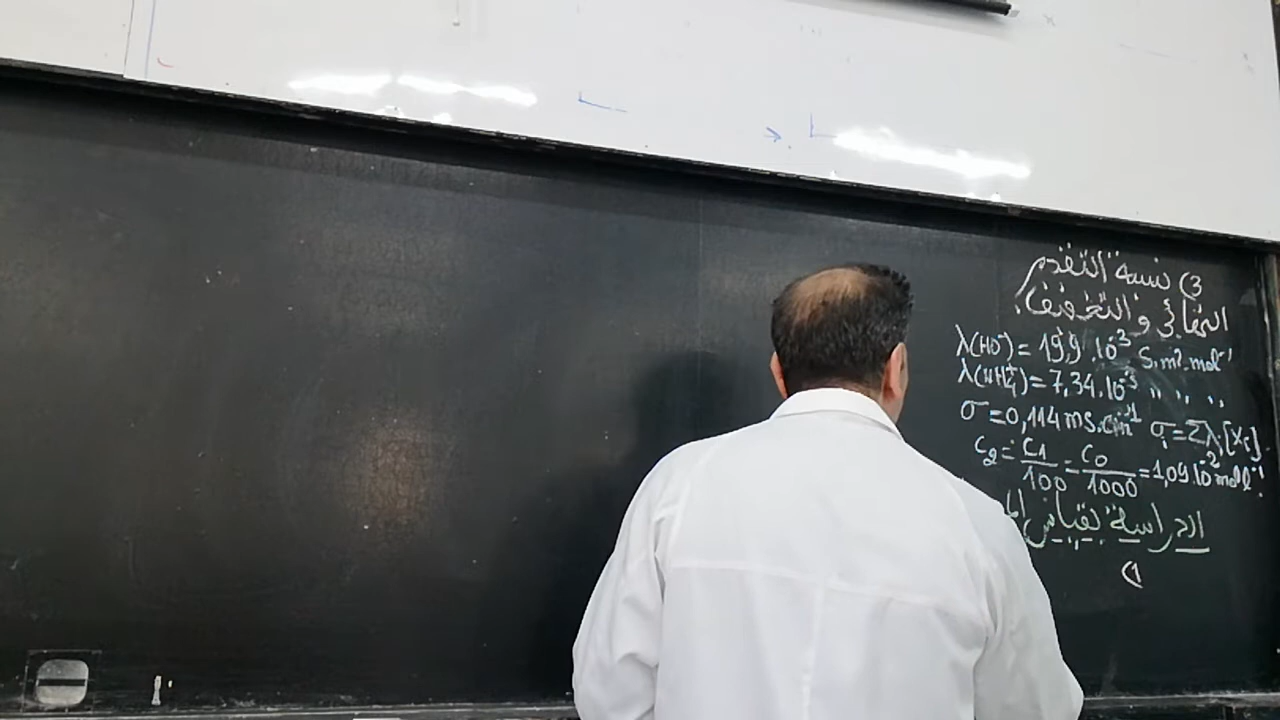 3) نسبة التقدم
النهائي و التخفيف.
λ(HO⁻) = 19,9.10⁻³ S.m².mol⁻¹
λ(NH₄⁺) = 7,34.10⁻³ " " "
σ = 0,114 ms.cm⁻¹ σ = Σλᵢ[Xᵢ]
C₂ = C₁/100 = C₀/1000 = 1,09.10⁻² mol.l⁻¹.
الدراسة بقياس
(1